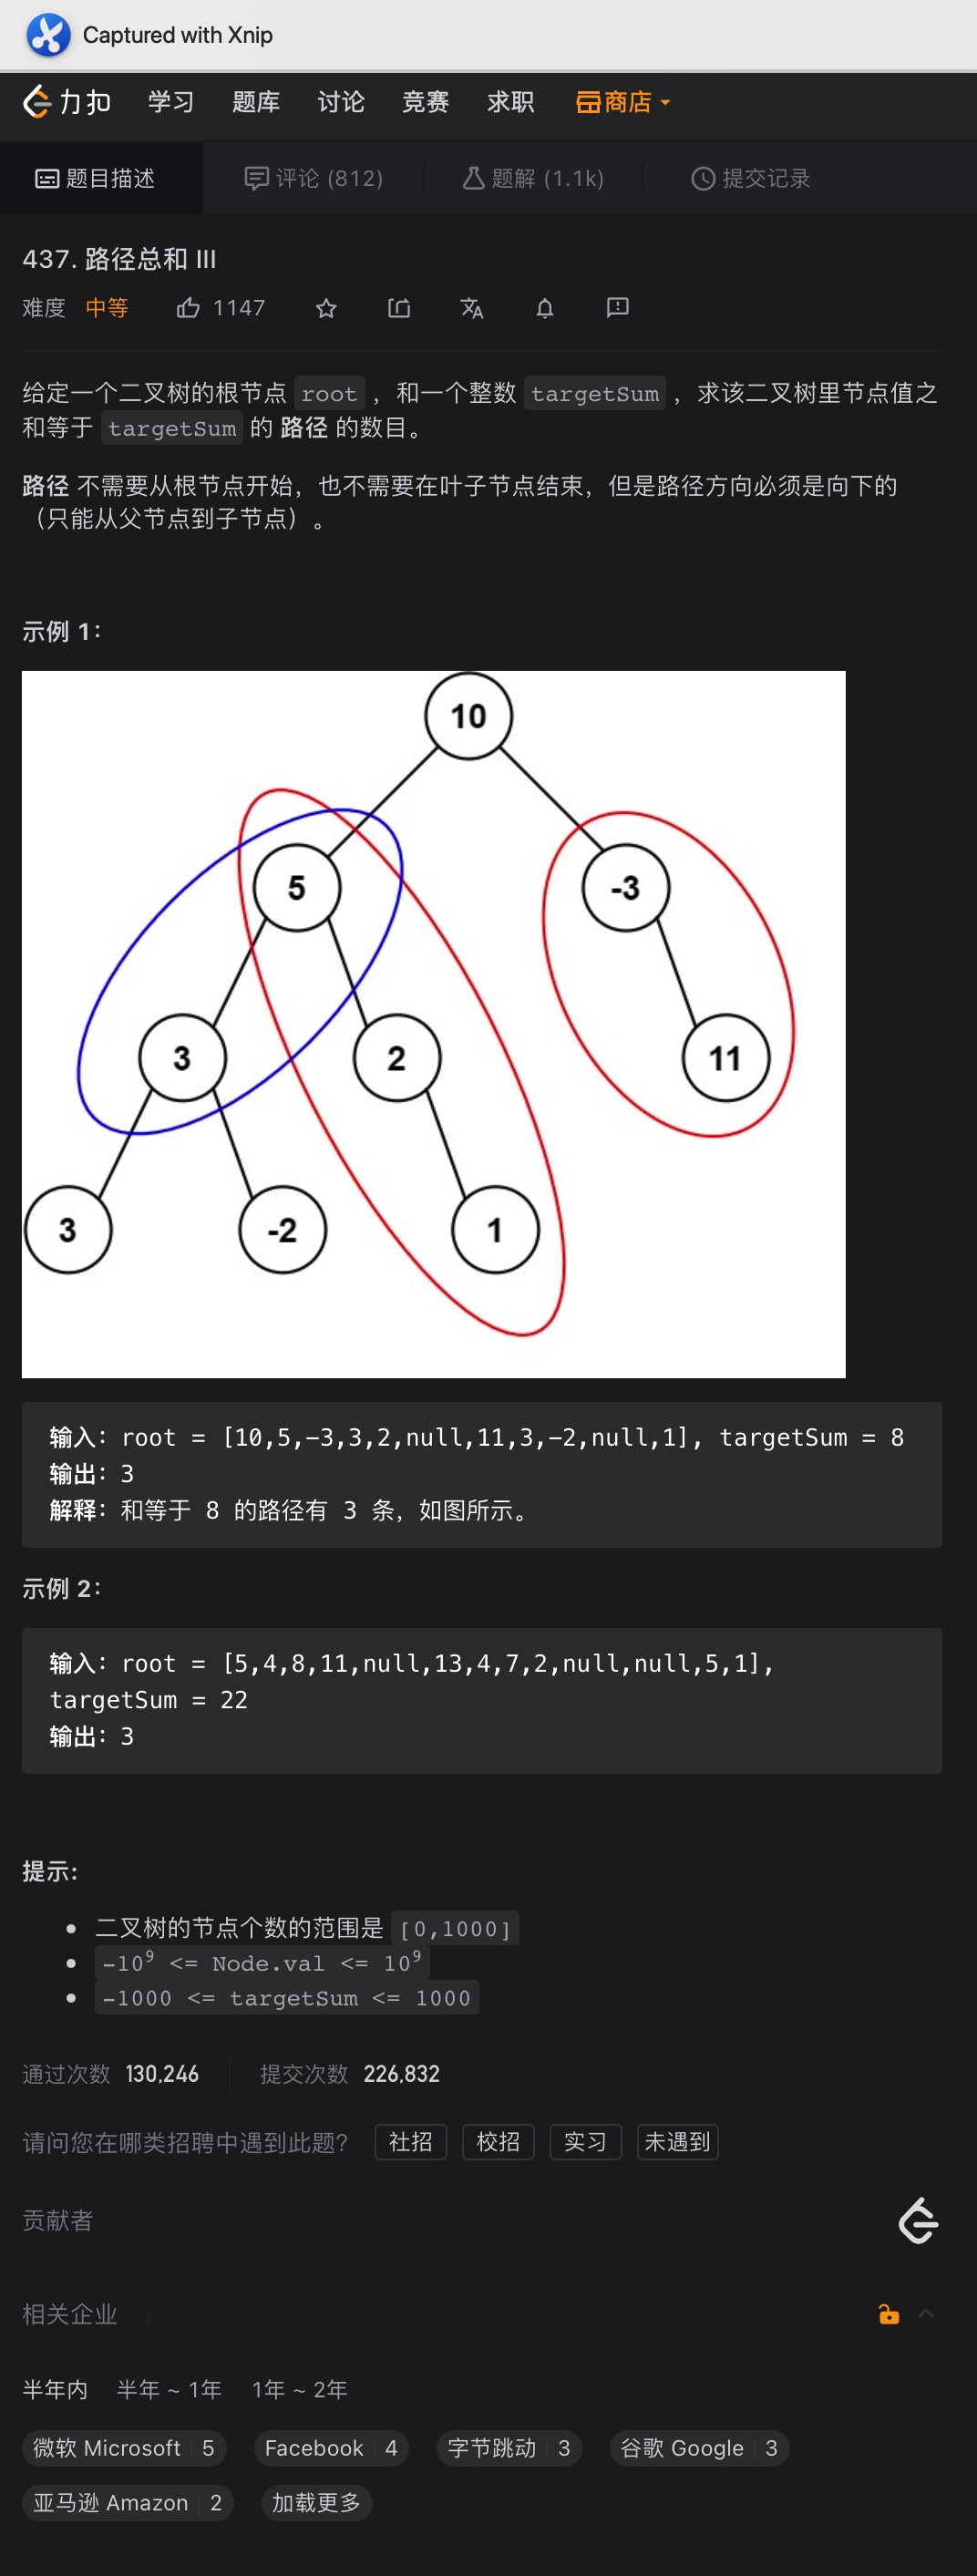 Captured with Xnip
力扣 学习 题库 讨论 竞赛 求职 商店
题目描述 评论 (812) 题解 (1.1k) 提交记录
437. 路径总和 III
难度 中等 1147
给定一个二叉树的根节点 root ，和一个整数 targetSum ，求该二叉树里节点值之
和等于 targetSum 的 路径 的数目。
路径 不需要从根节点开始，也不需要在叶子节点结束，但是路径方向必须是向下的
（只能从父节点到子节点）。
示例 1：
10
5 -3
3 2 11
3 -2 1
输入：root = [10,5,-3,3,2,null,11,3,-2,null,1], targetSum = 8
输出：3
解释：和等于 8 的路径有 3 条，如图所示。
示例 2：
输入：root = [5,4,8,11,null,13,4,7,2,null,null,5,1],
targetSum = 22
输出：3
提示:
• 二叉树的节点个数的范围是 [0,1000]
• -10⁹ <= Node.val <= 10⁹
• -1000 <= targetSum <= 1000
通过次数 130,246 提交次数 226,832
请问您在哪类招聘中遇到此题？ 社招 校招 实习 未遇到
贡献者
相关企业
半年内 半年 ~ 1年 1年 ~ 2年
微软 Microsoft 5 Facebook 4 字节跳动 3 谷歌 Google 3
亚马逊 Amazon 2 加载更多